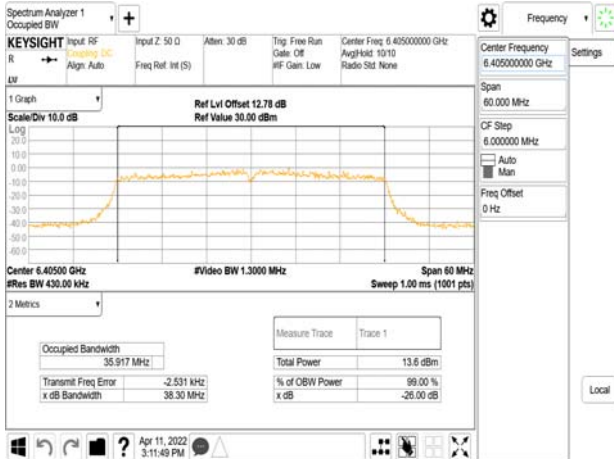 Spectrum Analyzer 1
Occupied BW
Frequency
KEYSIGHT
R
LW
Input: RF
Coupling: DC
Align: Auto
Input Z: 50 Ω
Freq Ref: Int (S)
Atten: 30 dB
Trig: Free Run
Gate: Off
#IF Gain: Low
Center Freq: 6.405000000 GHz
Avg|Hold: 10/10
Radio Std: None
Center Frequency
6.405000000 GHz
Settings
Span
60.000 MHz
CF Step
6.000000 MHz
Auto
Man
Freq Offset
0 Hz
Local
1 Graph
Scale/Div 10.0 dB
Ref Lvl Offset 12.78 dB
Ref Value 30.00 dBm
Log
20.0
10.0
0.00
-10.0
-20.0
-30.0
-40.0
-50.0
-60.0
Center 6.40500 GHz
#Res BW 430.00 kHz
#Video BW 1.3000 MHz
Span 60 MHz
Sweep 1.00 ms (1001 pts)
2 Metrics
Measure Trace Trace 1
Occupied Bandwidth
35.917 MHz
Total Power 13.6 dBm
Transmit Freq Error -2.531 kHz
% of OBW Power 99.00 %
x dB Bandwidth 38.30 MHz
x dB -26.00 dB
?
Apr 11, 2022
3:11:49 PM